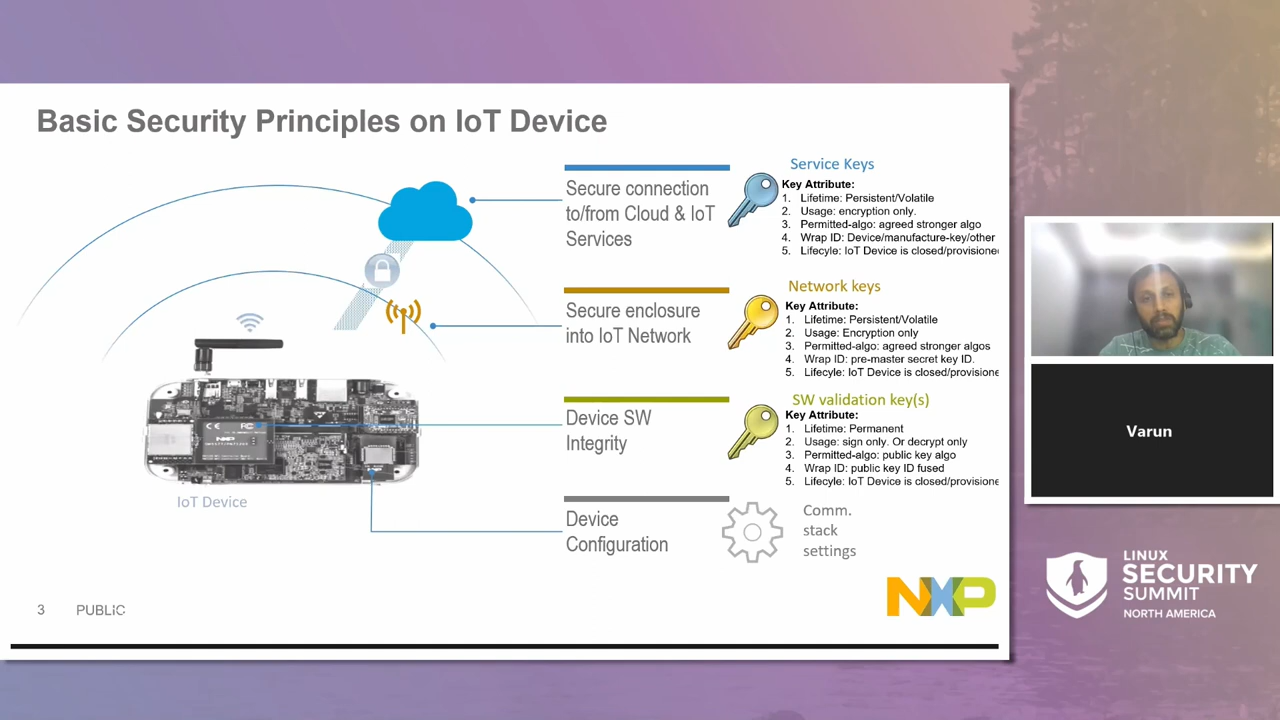 Basic Security Principles on IoT Device
Service Keys
Key Attribute:
1. Lifetime: Persistent/Volatile
2. Usage: encryption only.
3. Permitted-algo: agreed stronger algo
4. Wrap ID: Device/manufacture-key/other
5. Lifecyle: IoT Device is closed/provisione
Secure connection
to/from Cloud & IoT
Services
Network keys
Key Attribute:
1. Lifetime: Persistent/Volatile
2. Usage: Encryption only
3. Permitted-algo: agreed stronger algos
4. Wrap ID: pre-master secret key ID.
5. Lifecyle: IoT Device is closed/provisione
Secure enclosure
into IoT Network
SW validation key(s)
Key Attribute:
1. Lifetime: Permanent
2. Usage: sign only. Or decrypt only
3. Permitted-algo: public key algo
4. Wrap ID: public key ID fused
5. Lifecyle: IoT Device is closed/provisione
Device SW
Integrity
Device
Configuration
Comm.
stack
settings
CE RC
NXP
IoT Device
3 PUBLIC
NXP
Varun
LINUX
SECURITY
SUMMIT
NORTH AMERICA